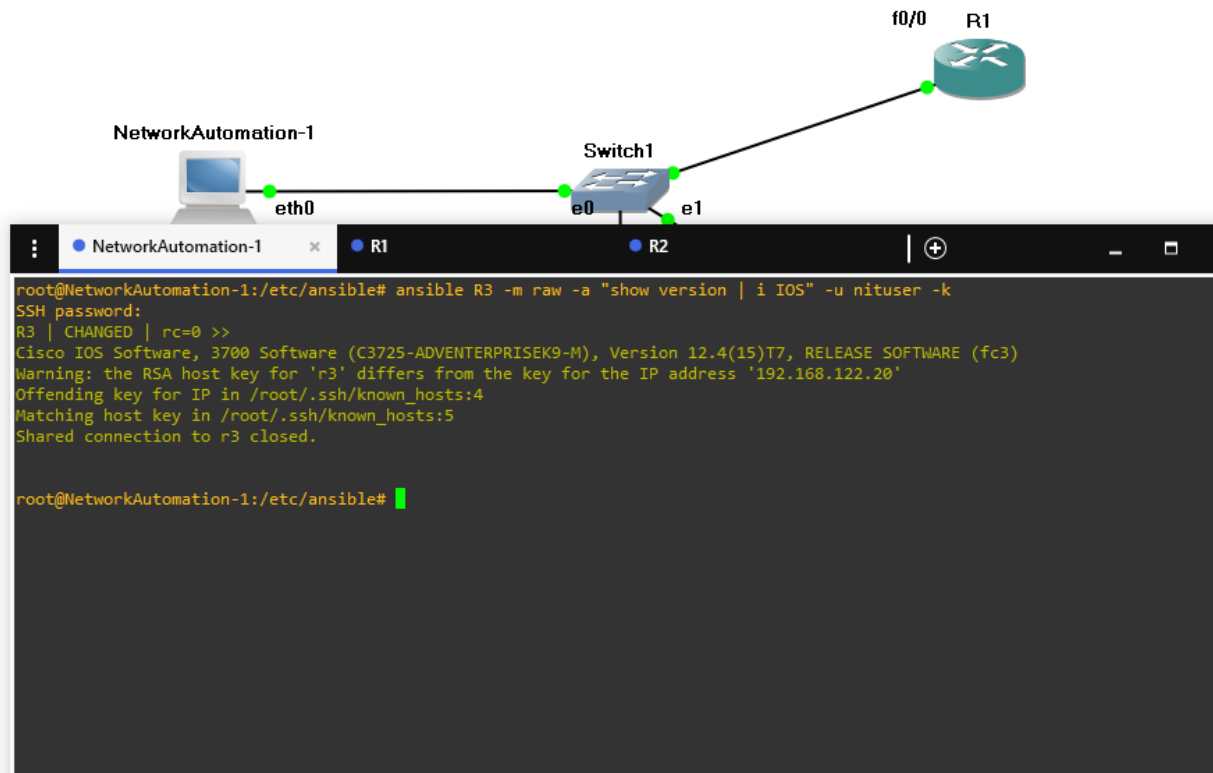 f0/0 R1
NetworkAutomation-1
Switch1
eth0 e0 e1
NetworkAutomation-1 × R1 R2
root@NetworkAutomation-1:/etc/ansible# ansible R3 -m raw -a "show version | i IOS" -u nituser -k
SSH password:
R3 | CHANGED | rc=0 >>
Cisco IOS Software, 3700 Software (C3725-ADVENTERPRISEK9-M), Version 12.4(15)T7, RELEASE SOFTWARE (fc3)
Warning: the RSA host key for 'r3' differs from the key for the IP address '192.168.122.20'
Offending key for IP in /root/.ssh/known_hosts:4
Matching host key in /root/.ssh/known_hosts:5
Shared connection to r3 closed.
root@NetworkAutomation-1:/etc/ansible#